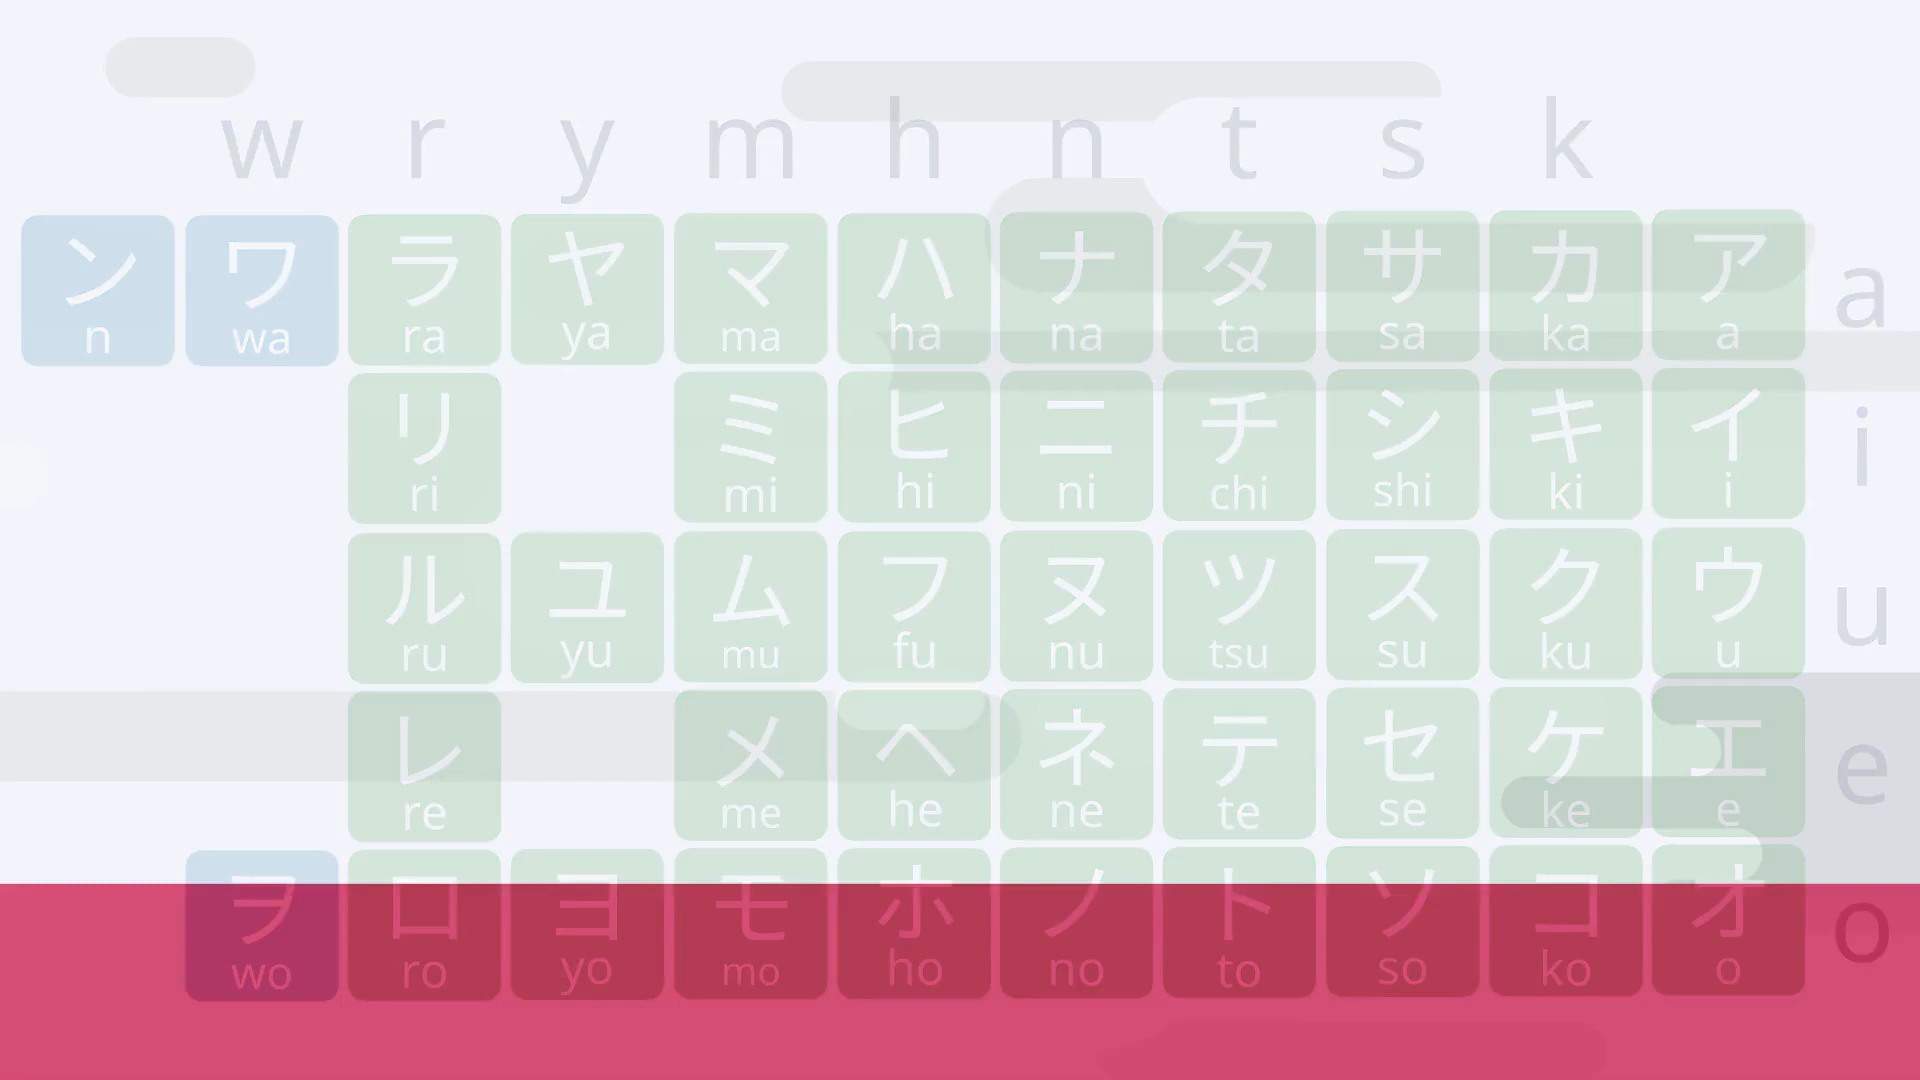 w r y m h n t s k
ン ワ ラ ヤ マ ハ ナ タ サ カ ア a
n wa ra ya ma ha na ta sa ka a
リ ミ ヒ ニ チ シ キ イ i
ri mi hi ni chi shi ki i
ル ユ ム フ ヌ ツ ス ク ウ u
ru yu mu fu nu tsu su ku u
レ メ ヘ ネ テ セ ケ エ e
re me he ne te se ke e
ヲ ロ ヨ モ ホ ノ ト ソ コ オ o
wo ro yo mo ho no to so ko o